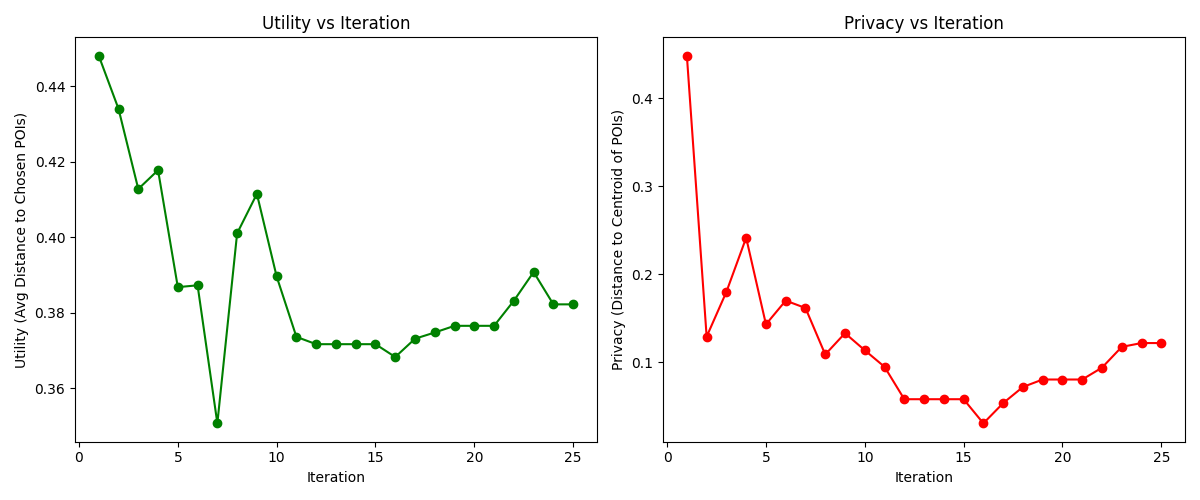 Utility vs Iteration
Utility (Avg Distance to Chosen POIs)
0.44
0.42
0.40
0.38
0.36
0 5 10 15 20 25
Iteration
Privacy vs Iteration
Privacy (Distance to Centroid of POIs)
0.4
0.3
0.2
0.1
0 5 10 15 20 25
Iteration